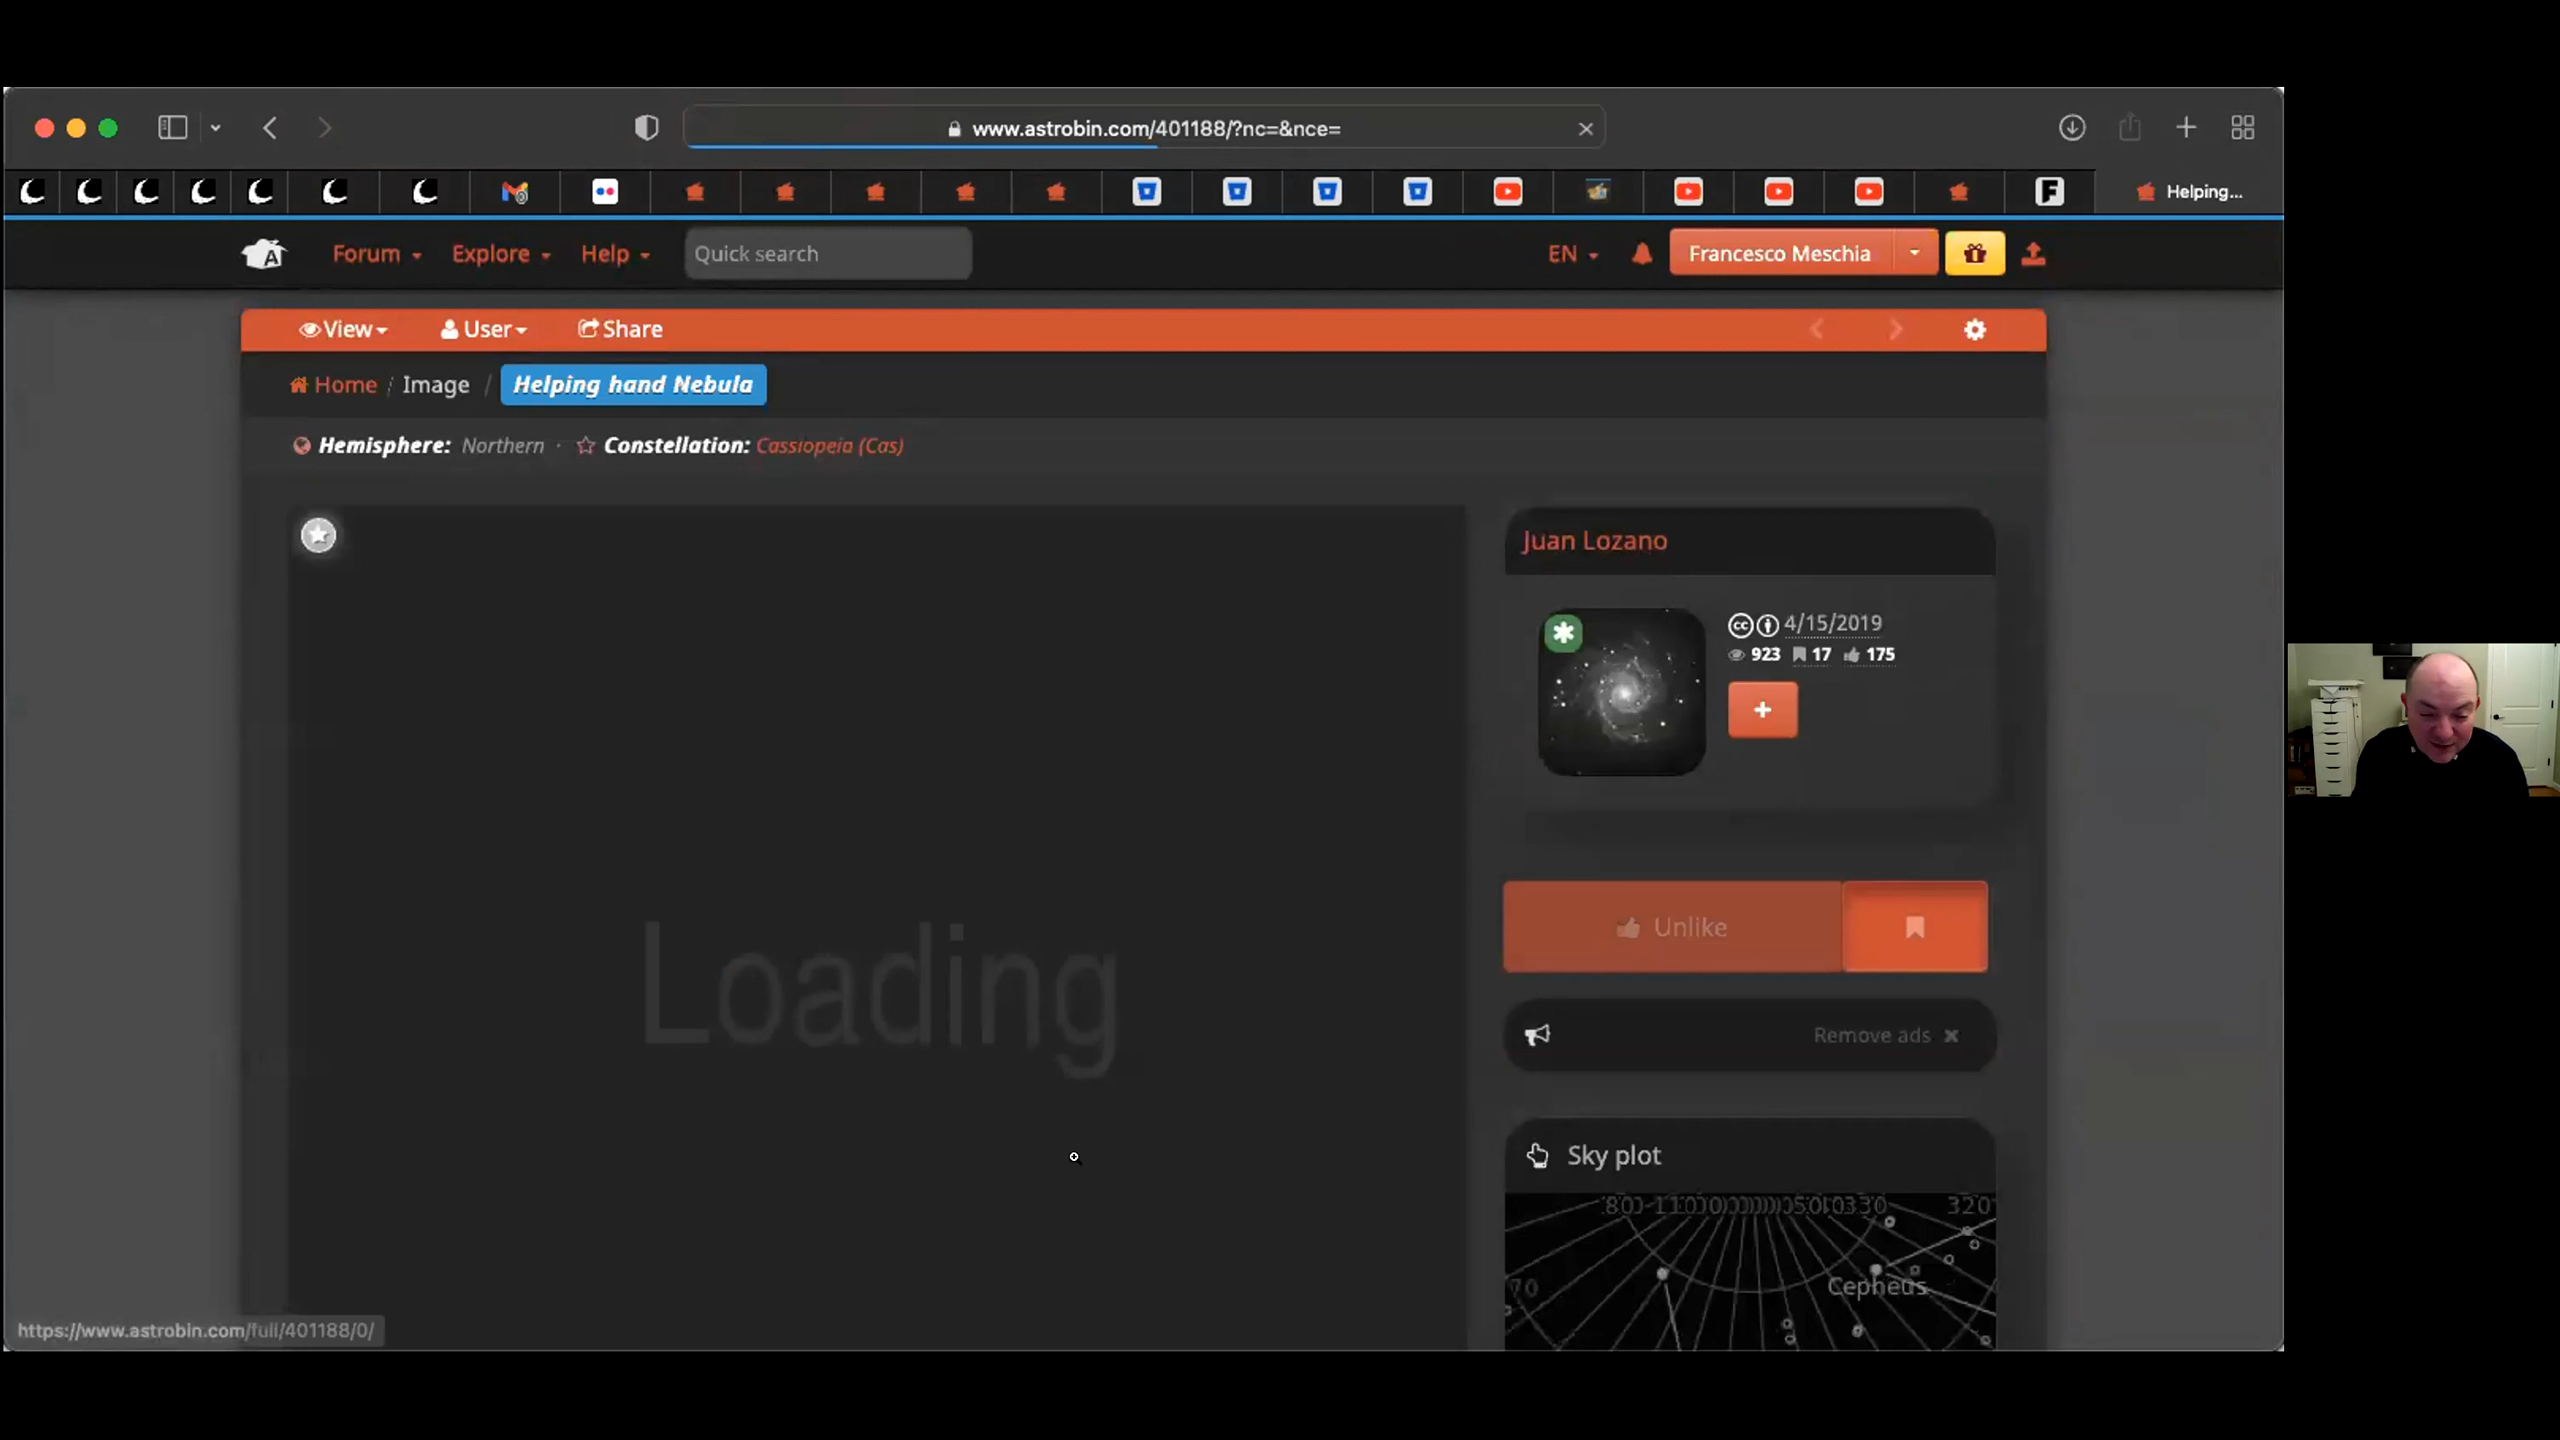 www.astrobin.com/401188/?nc=&nce=
Helping...
Forum Explore Help Quick search EN Francesco Meschia
View User Share
Home / Image / Helping hand Nebula
Hemisphere: Northern · Constellation: Cassiopeia (Cas)
Juan Lozano
4/15/2019
923 17 175
Loading
Unlike
Remove ads
Sky plot
320
70
Cepheus
https://www.astrobin.com/full/401188/0/